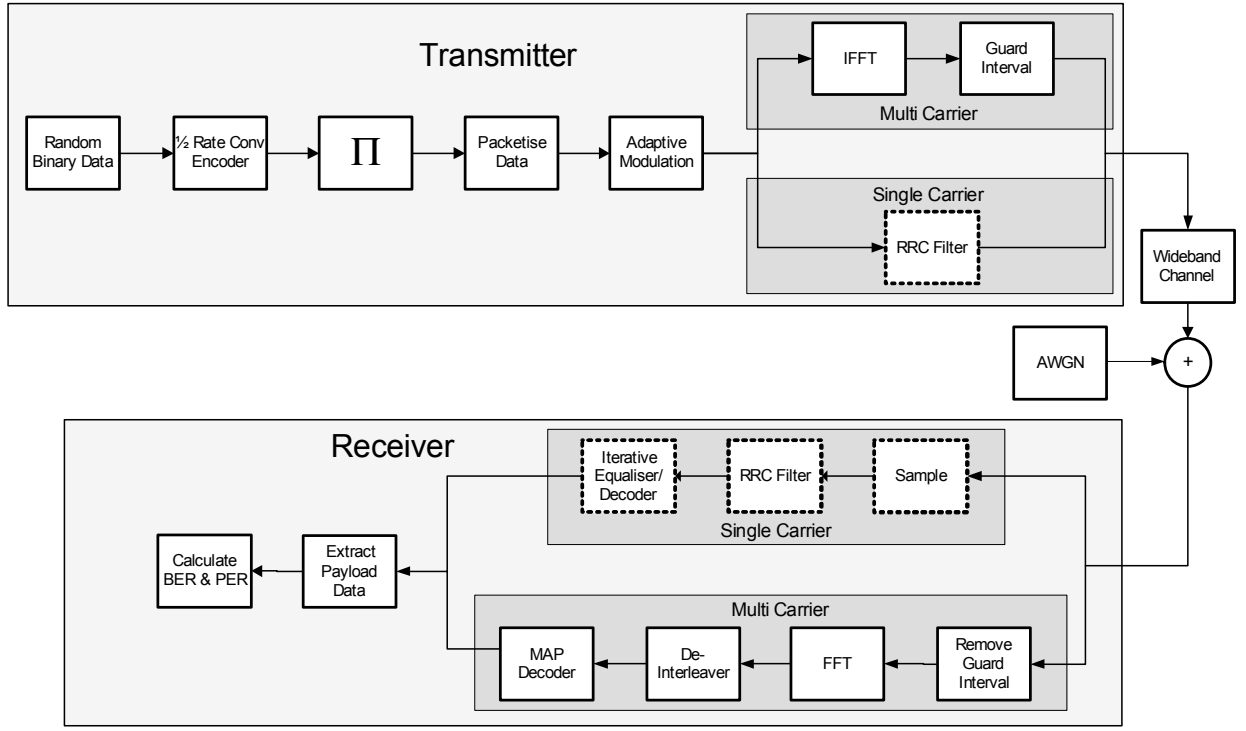 Transmitter
IFFT
Guard
Interval
Multi Carrier
Random
Binary Data
½ Rate Conv
Encoder
Π
Packetise
Data
Adaptive
Modulation
Single Carrier
RRC Filter
Wideband
Channel
AWGN
+
Receiver
Iterative
Equaliser/
Decoder
RRC Filter
Sample
Single Carrier
Calculate
BER & PER
Extract
Payload
Data
Multi Carrier
MAP
Decoder
De-
Interleaver
FFT
Remove
Guard
Interval